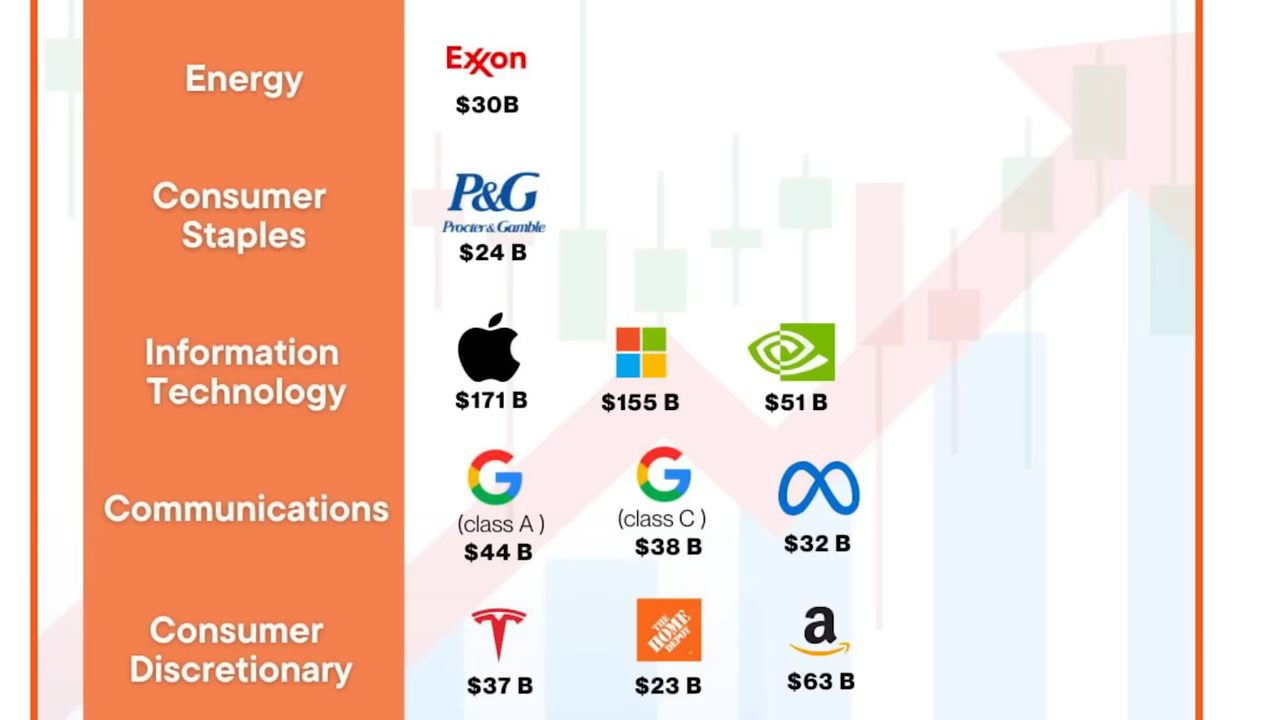 Energy
Exxon
$30B
Consumer
Staples
P&G
Procter & Gamble
$24 B
Information
Technology
$171 B
$155 B
$51 B
Communications
G
(class A )
$44 B
G
(class C )
$38 B
$32 B
Consumer
Discretionary
$37 B
THE
HOME
DEPOT
$23 B
a
$63 B